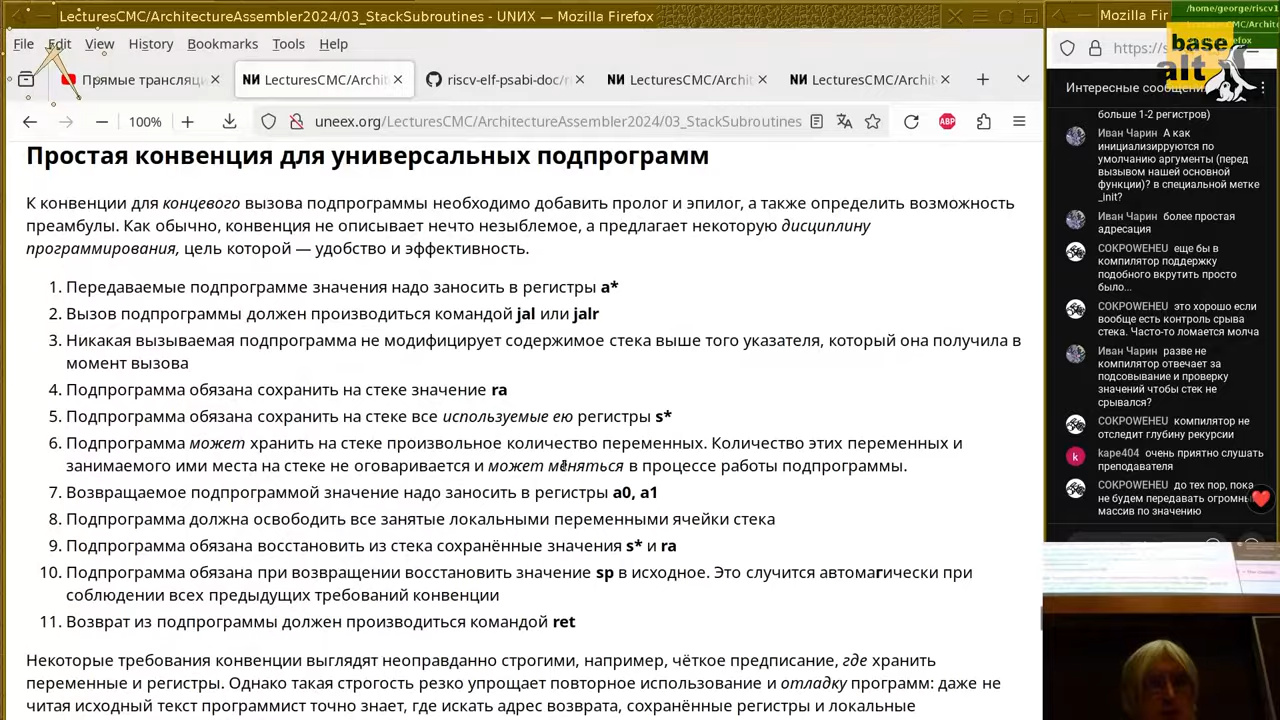 LecturesCMC/ArchitectureAssembler2024/03_StackSubroutines - UNИX — Mozilla Firefox
File Edit View History Bookmarks Tools Help
Прямые трансляц
LecturesCMC/Archit
riscv-elf-psabi-doc/r
LecturesCMC/Archit
LecturesCMC/Archit
100%
uneex.org/LecturesCMC/ArchitectureAssembler2024/03_StackSubroutines
ABP
Простая конвенция для универсальных подпрограмм
К конвенции для концевого вызова подпрограммы необходимо добавить пролог и эпилог, а также определить возможность
преамбулы. Как обычно, конвенция не описывает нечто незыблемое, а предлагает некоторую дисциплину
программирования, цель которой — удобство и эффективность.
1. Передаваемые подпрограмме значения надо заносить в регистры a*
2. Вызов подпрограммы должен производиться командой jal или jalr
3. Никакая вызываемая подпрограмма не модифицирует содержимое стека выше того указателя, который она получила в
момент вызова
4. Подпрограмма обязана сохранить на стеке значение ra
5. Подпрограмма обязана сохранить на стеке все используемые ею регистры s*
6. Подпрограмма может хранить на стеке произвольное количество переменных. Количество этих переменных и
занимаемого ими места на стеке не оговаривается и может меняться в процессе работы подпрограммы.
7. Возвращаемое подпрограммой значение надо заносить в регистры a0, a1
8. Подпрограмма должна освободить все занятые локальными переменными ячейки стека
9. Подпрограмма обязана восстановить из стека сохранённые значения s* и ra
10. Подпрограмма обязана при возврате восстановить значение sp в исходное. Это случится автоматически при
соблюдении всех предыдущих требований конвенции
11. Возврат из подпрограммы должен производиться командой ret
Некоторые требования конвенции выглядят неоправданно строгими, например, чёткое предписание, где хранить
переменные и регистры. Однако такая строгость резко упрощает повторное использование и отладку программ: даже не
читая исходный текст программист точно знает, где искать адрес возврата, сохранённые регистры и локальные
Mozilla Fir
/home/george/riscv1
base
alt
https://s
Интересные сообщени
больше 1-2 регистров)
Иван Чарин А как
инициализируются по
умолчанию аргументы (перед
вызовом нашей основной
функции)? в специальной метке
_init?
Иван Чарин более простая
адресация
COKPOWEHEU еще бы в
компилятор поддержку
подобного вкрутить просто
было...
COKPOWEHEU это хорошо если
вообще есть контроль срыва
стека. Часто-то ломается молча
Иван Чарин разве не
компилятор отвечает за
подсовывание и проверку
значений чтобы стек не
срывался?
COKPOWEHEU компилятор не
отследит глубину рекурсии
k
kape404 очень приятно слушать
преподавателя
COKPOWEHEU до тех пор, пока
не будем передавать огромны
массив по значению